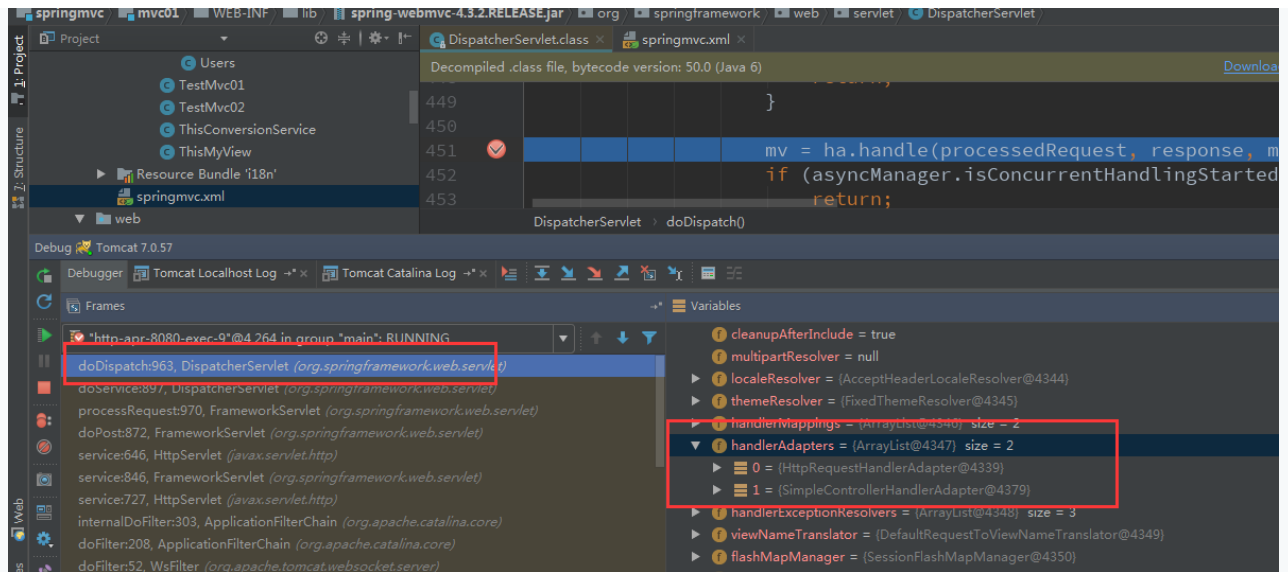 springmvc mvc01 WEB-INF lib spring-webmvc-4.3.2.RELEASE.jar org springframework web servlet DispatcherServlet
1: Project
7: Structure
Web
Project
Users
TestMvc01
TestMvc02
ThisConversionService
ThisMyView
Resource Bundle 'i18n'
springmvc.xml
web
DispatcherServlet.class × springmvc.xml ×
Decompiled .class file, bytecode version: 50.0 (Java 6)
449 }
450
451 mv = ha.handle(processedRequest, response, m
452 if (asyncManager.isConcurrentHandlingStarted
453 return;
DispatcherServlet › doDispatch()
Debug Tomcat 7.0.57
Debugger Tomcat Localhost Log Tomcat Catalina Log
Frames
"http-apr-8080-exec-9"@4,264 in group "main": RUNNING
doDispatch:963, DispatcherServlet (org.springframework.web.servlet)
doService:897, DispatcherServlet (org.springframework.web.servlet)
processRequest:970, FrameworkServlet (org.springframework.web.servlet)
doPost:872, FrameworkServlet (org.springframework.web.servlet)
service:646, HttpServlet (javax.servlet.http)
service:846, FrameworkServlet (org.springframework.web.servlet)
service:727, HttpServlet (javax.servlet.http)
internalDoFilter:303, ApplicationFilterChain (org.apache.catalina.core)
doFilter:208, ApplicationFilterChain (org.apache.catalina.core)
doFilter:52, WsFilter (org.apache.tomcat.websocket.server)
Variables
cleanupAfterInclude = true
multipartResolver = null
localeResolver = {AcceptHeaderLocaleResolver@4344}
themeResolver = {FixedThemeResolver@4345}
handlerMappings = {ArrayList@4346} size = 2
handlerAdapters = {ArrayList@4347} size = 2
0 = {HttpRequestHandlerAdapter@4339}
1 = {SimpleControllerHandlerAdapter@4379}
handlerExceptionResolvers = {ArrayList@4348} size = 3
viewNameTranslator = {DefaultRequestToViewNameTranslator@4349}
flashMapManager = {SessionFlashMapManager@4350}